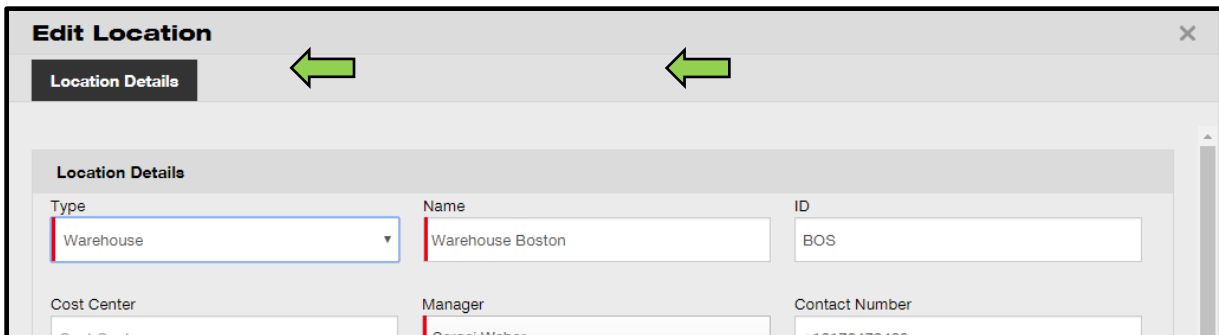 Edit Location
Location Details
Location Details
Type Name ID
Warehouse Warehouse Boston BOS
Cost Center Manager Contact Number